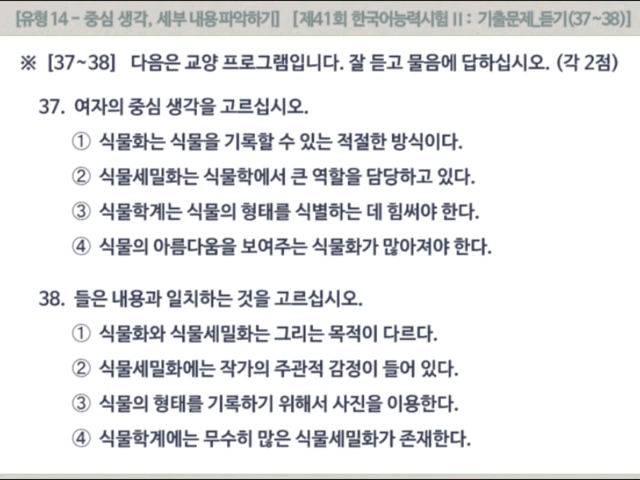 [유형14 - 중심 생각, 세부 내용 파악하기] [제41회 한국어능력시험 II : 기출문제_듣기(37~38)]
※ [37~38] 다음은 교양 프로그램입니다. 잘 듣고 물음에 답하십시오. (각 2점)
37. 여자의 중심 생각을 고르십시오.
① 식물화는 식물을 기록할 수 있는 적절한 방식이다.
② 식물세밀화는 식물학에서 큰 역할을 담당하고 있다.
③ 식물학계는 식물의 형태를 식별하는 데 힘써야 한다.
④ 식물의 아름다움을 보여주는 식물화가 많아져야 한다.
38. 들은 내용과 일치하는 것을 고르십시오.
① 식물화와 식물세밀화는 그리는 목적이 다르다.
② 식물세밀화에는 작가의 주관적 감정이 들어 있다.
③ 식물의 형태를 기록하기 위해서 사진을 이용한다.
④ 식물학계에는 무수히 많은 식물세밀화가 존재한다.